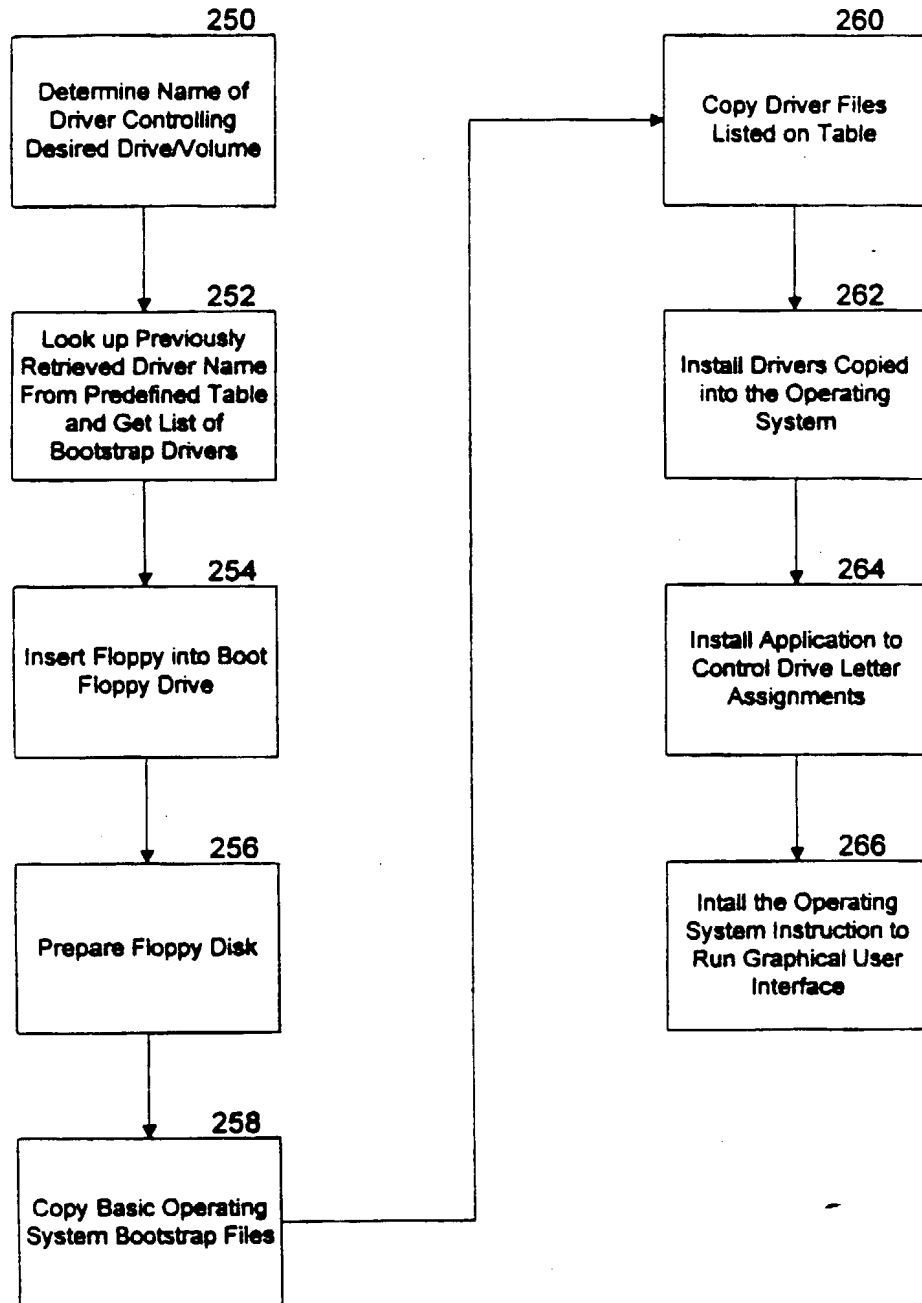 250
Determine Name of
Driver Controlling
Desired Drive/Volume
252
Look up Previously
Retrieved Driver Name
From Predefined Table
and Get List of
Bootstrap Drivers
254
Insert Floppy into Boot
Floppy Drive
256
Prepare Floppy Disk
258
Copy Basic Operating
System Bootstrap Files
260
Copy Driver Files
Listed on Table
262
Install Drivers Copied
into the Operating
System
264
Install Application to
Control Drive Letter
Assignments
266
Intall the Operating
System Instruction to
Run Graphical User
Interface